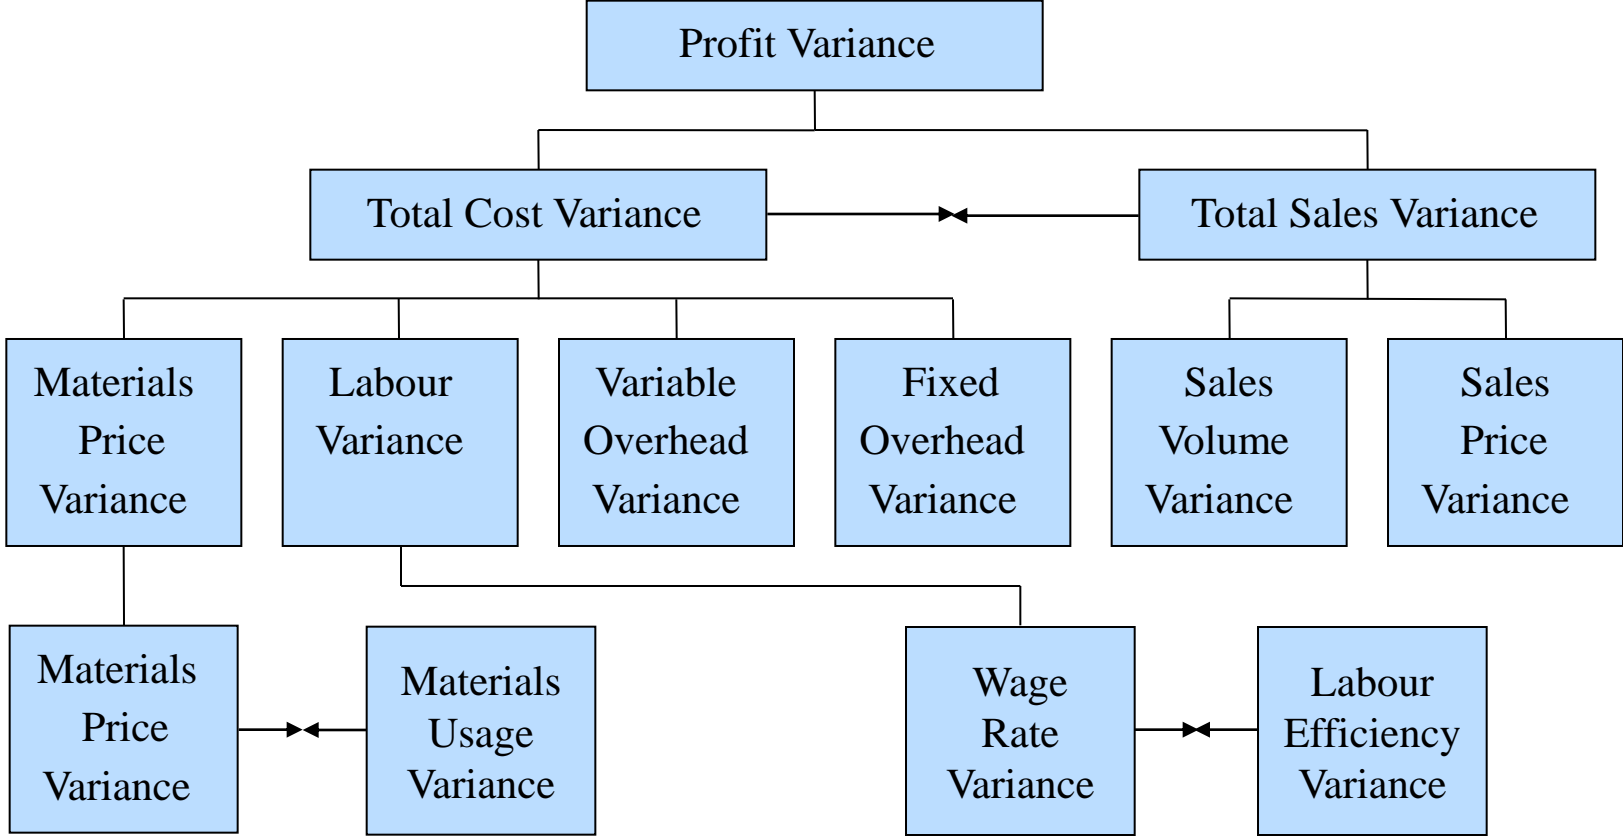 Profit Variance
Total Cost Variance
Total Sales Variance
Materials
Price
Variance
Labour
Variance
Variable
Overhead
Variance
Fixed
Overhead
Variance
Sales
Volume
Variance
Sales
Price
Variance
Materials
Price
Variance
Materials
Usage
Variance
Wage
Rate
Variance
Labour
Efficiency
Variance